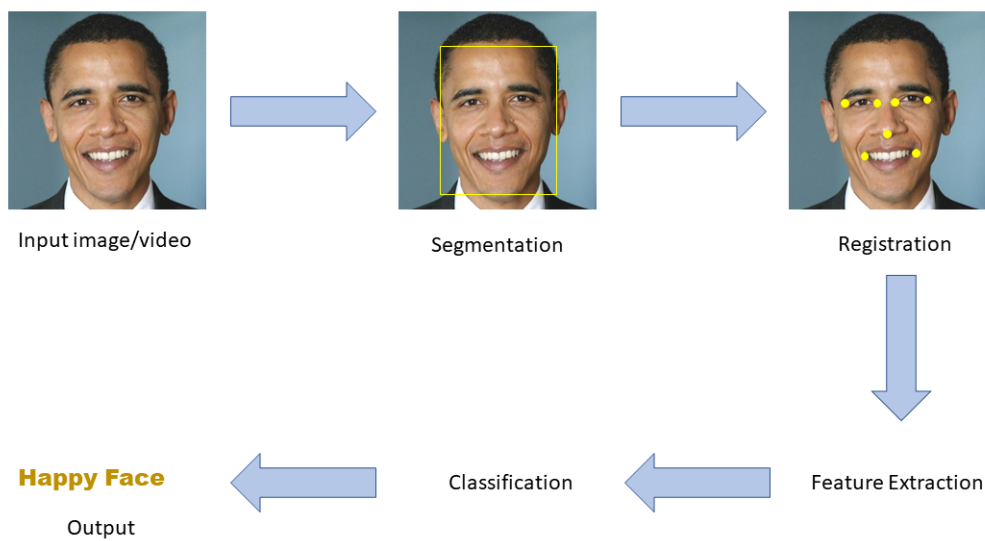 Input image/video
Segmentation
Registration
Feature Extraction
Classification
Happy Face
Output